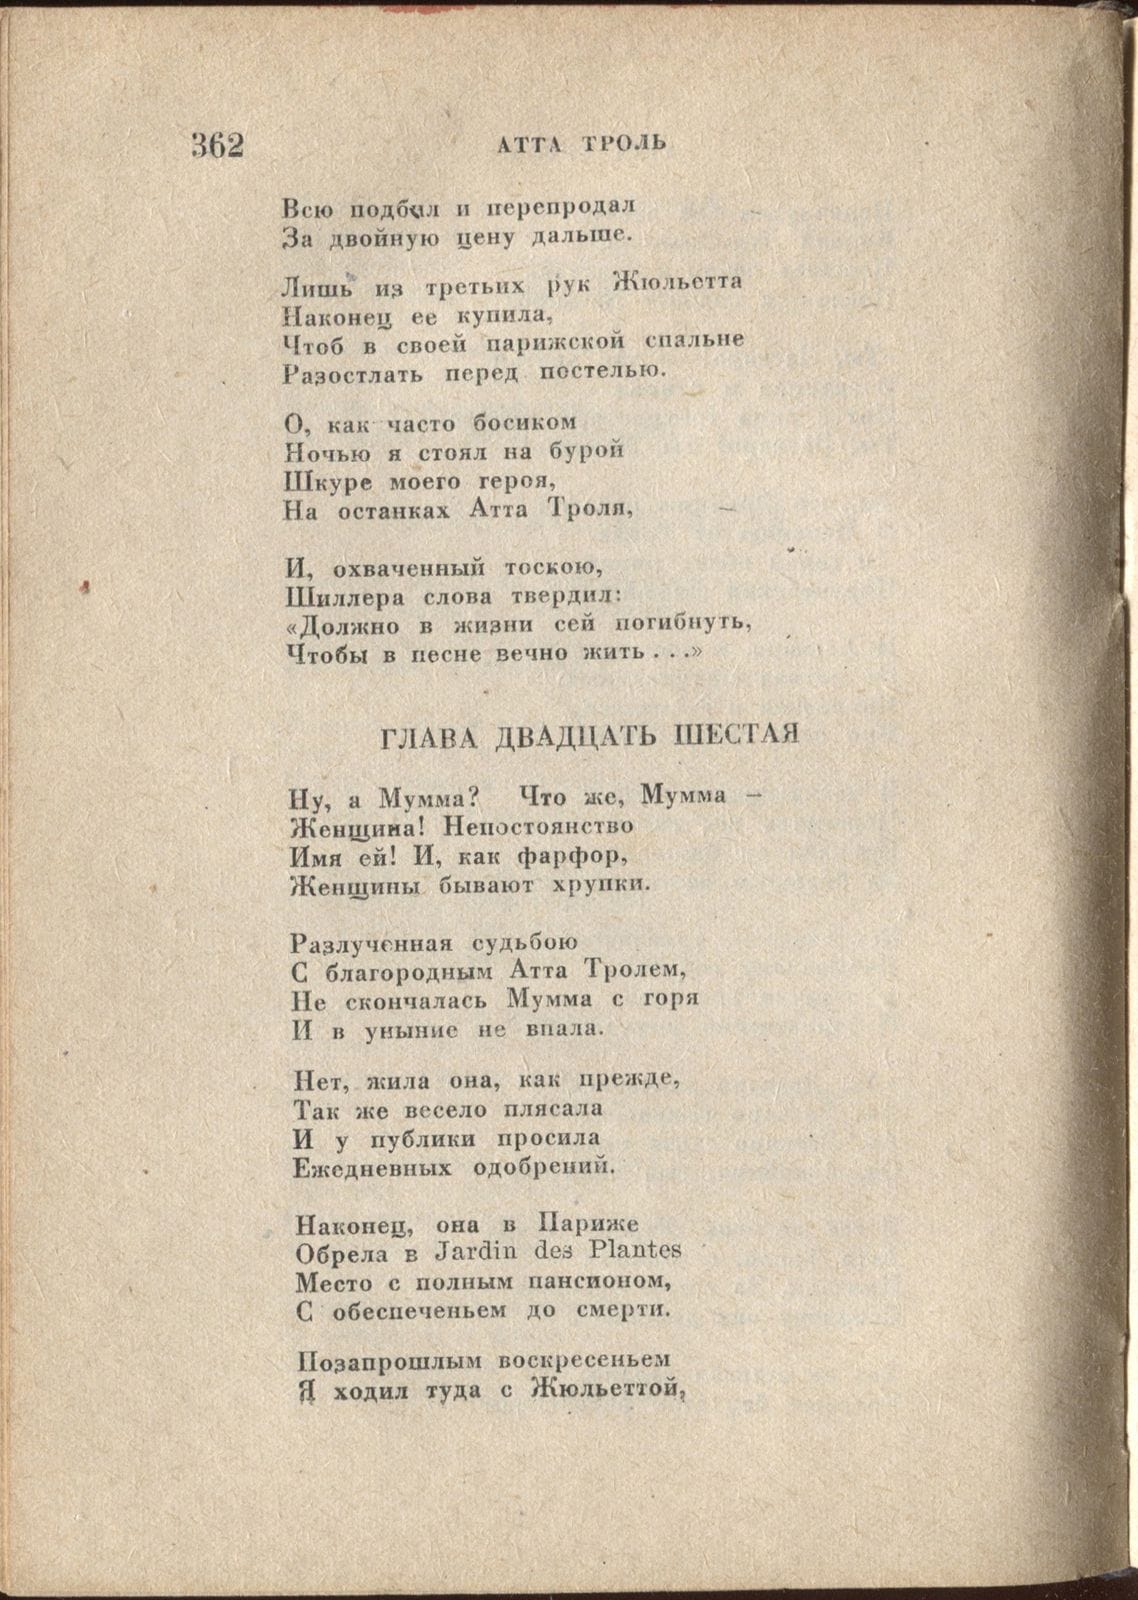 362
АТТА ТРОЛЬ
Всю подбил и перепродал
За двойную цену дальше.
Лишь из третьих рук Жюльетта
Наконец ее купила,
Чтоб в своей парижской спальне
Разостлать перед постелью.
О, как часто босиком
Ночью я стоял на бурой
Шкуре моего героя,
На останках Атта Троля,
И, охваченный тоскою,
Шиллера слова твердил:
«Должно в жизни сей погибнуть,
Чтобы в песне вечно жить...»
ГЛАВА ДВАДЦАТЬ ШЕСТАЯ
Ну, а Мумма? Что же, Мумма —
Женщина! Непостоянство
Имя ей! И, как фарфор,
Женщины бывают хрупки.
Разлученная судьбою
С благородным Атта Тролем,
Не скончалась Мумма с горя
И в уныние не впала.
Нет, жила она, как прежде,
Так же весело плясала
И у публики просила
Ежедневных одобрений.
Наконец, она в Париже
Обрела в Jardin des Plantes
Место с полным пансионом,
С обеспеченьем до смерти.
Позапрошлым воскресеньем
Я ходил туда с Жюльеттой,